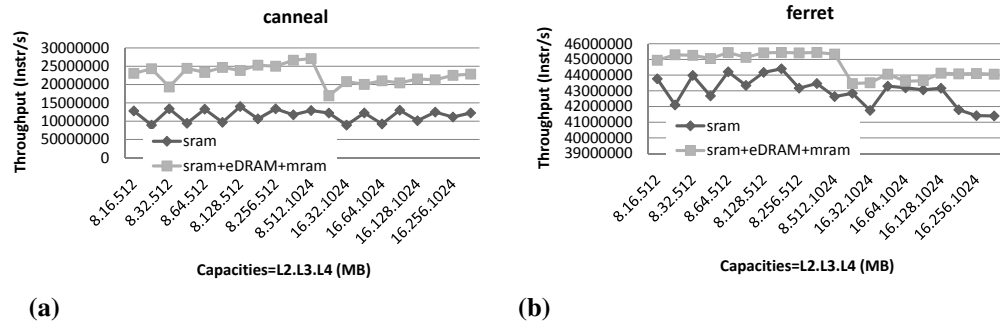 canneal
Throughput (Instr/s)
30000000
25000000
20000000
15000000
10000000
50000000
0
sram
sram+eDRAM+mram
8.16.512
8.32.512
8.64.512
8.128.512
8.256.512
8.512.1024
16.32.1024
16.64.1024
16.128.1024
16.256.1024
Capacities=L2.L3.L4 (MB)
(a)
ferret
Throughput (Instr/s)
46000000
45000000
44000000
43000000
42000000
41000000
40000000
39000000
sram
sram+eDRAM+mram
8.16.512
8.32.512
8.64.512
8.128.512
8.256.512
8.512.1024
16.32.1024
16.64.1024
16.128.1024
16.256.1024
Capacities=L2.L3.L4 (MB)
(b)